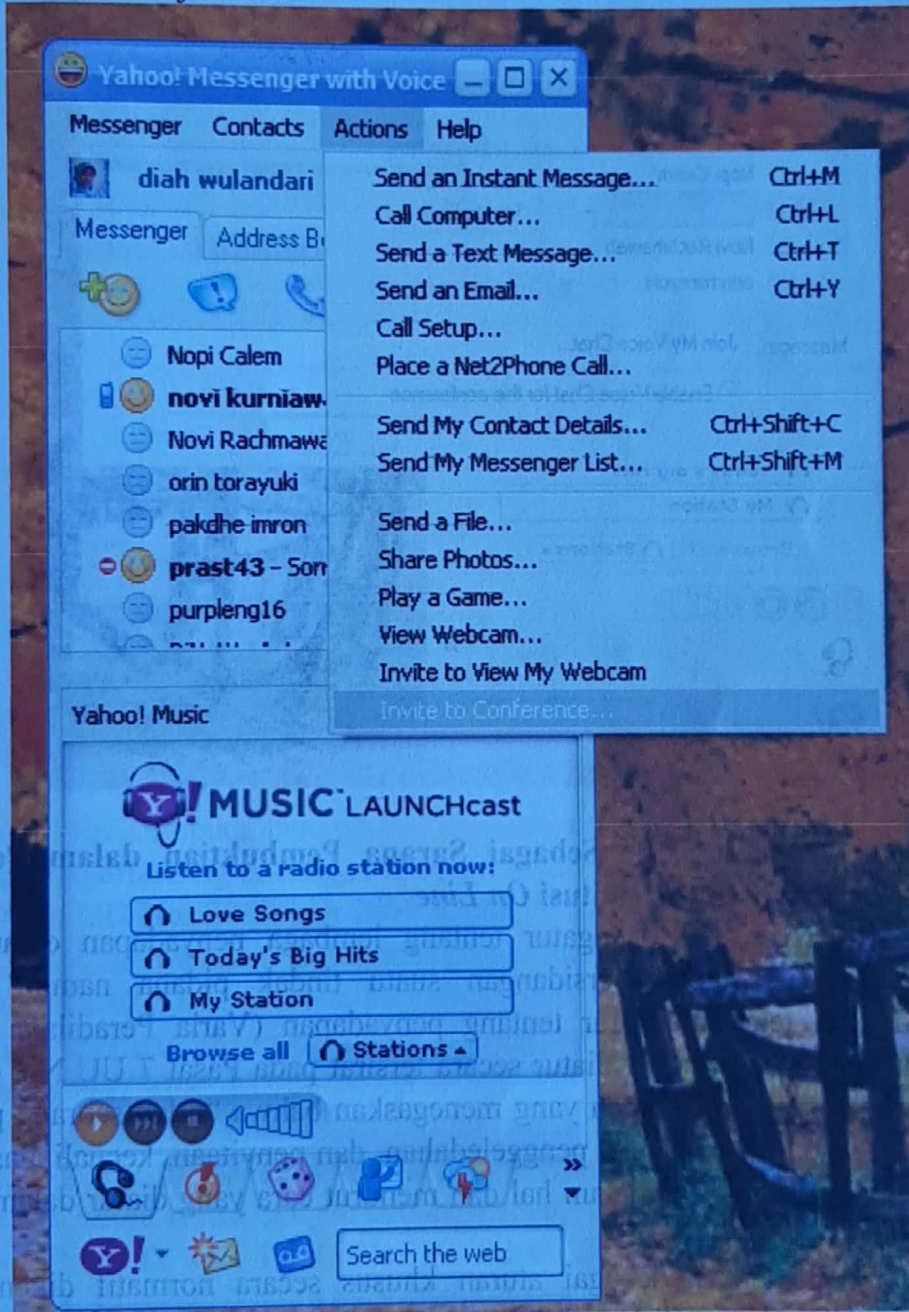 Yahoo! Messenger with Voice
Messenger Contacts Actions Help
diah wulandari
Messenger Address B
Nopi Calem
novi kurniaw
Novi Rachmawa
orin torayuki
pakdhe imron
prast43 - Som
purpleng16
Send an Instant Message... Ctrl+M
Call Computer... Ctrl+L
Send a Text Message... Ctrl+T
Send an Email... Ctrl+Y
Call Setup...
Place a Net2Phone Call...
Send My Contact Details... Ctrl+Shift+C
Send My Messenger List... Ctrl+Shift+M
Send a File...
Share Photos...
Play a Game...
View Webcam...
Invite to View My Webcam
Invite to Conference...
Yahoo! Music
Y! MUSIC LAUNCHcast
Listen to a radio station now:
Love Songs
Today's Big Hits
My Station
Browse all Stations
Y!
Search the web